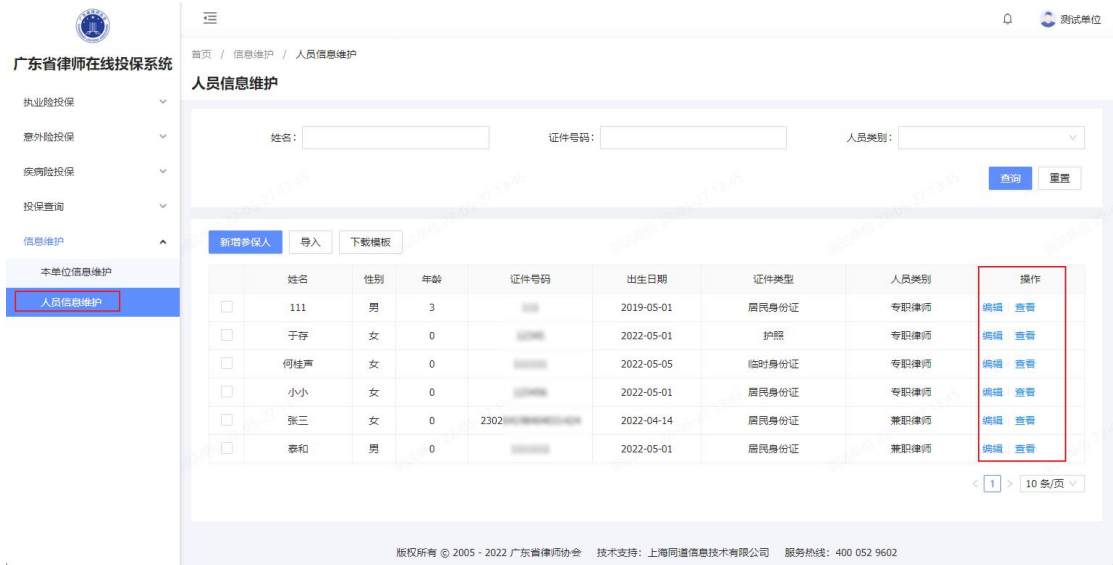 测试单位
广东省律师在线投保系统
首页 / 信息维护 / 人员信息维护
人员信息维护
执业险投保
意外险投保
疾病险投保
投保查询
信息维护
本单位信息维护
人员信息维护
姓名: 证件号码: 人员类别:
查询 重置
新增参保人 导入 下载模板
姓名 性别 年龄 证件号码 出生日期 证件类型 人员类别 操作
111 男 3 2019-05-01 居民身份证 专职律师 编辑 查看
于存 女 0 2022-05-01 护照 专职律师 编辑 查看
何桂声 女 0 2022-05-05 临时身份证 专职律师 编辑 查看
小小 女 0 2022-05-01 居民身份证 专职律师 编辑 查看
张三 女 0 2302 2022-04-14 居民身份证 兼职律师 编辑 查看
泰和 男 0 2022-05-01 居民身份证 兼职律师 编辑 查看
< 1 > 10 条/页
版权所有 © 2005 - 2022 广东省律师协会 技术支持：上海同道信息技术有限公司 服务热线：400 052 9602